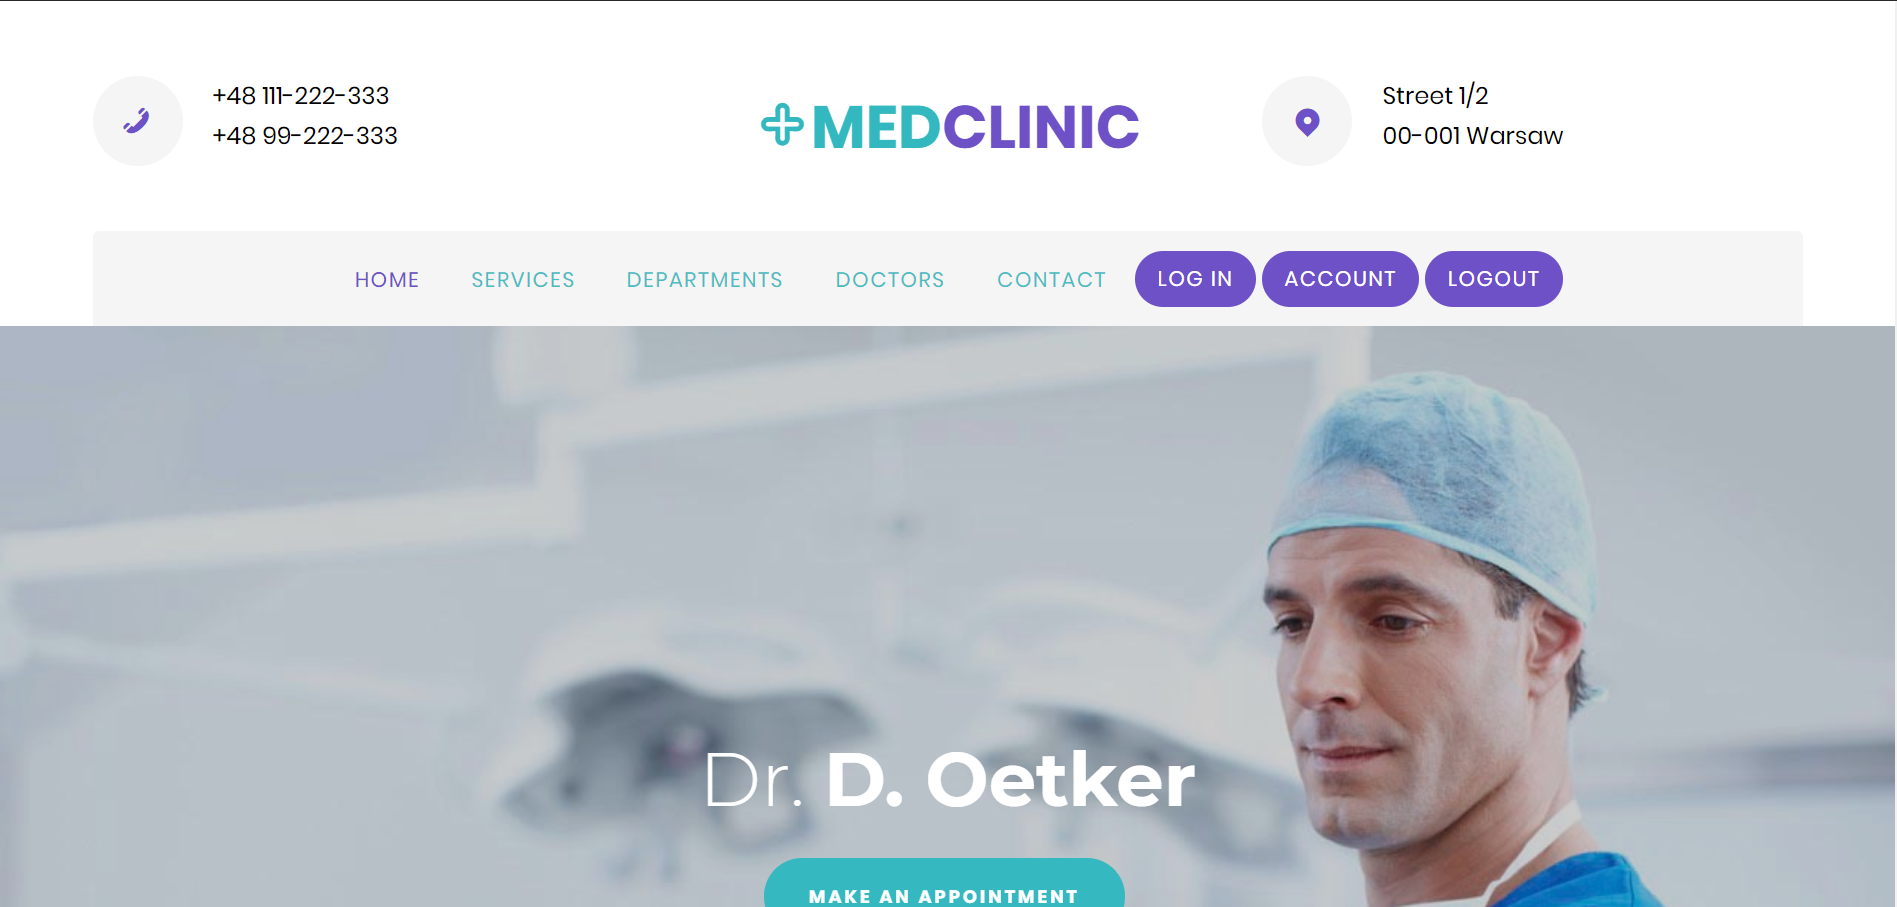 +48 111-222-333
+48 99-222-333
MEDCLINIC
Street 1/2
00-001 Warsaw
HOME SERVICES DEPARTMENTS DOCTORS CONTACT LOG IN ACCOUNT LOGOUT
Dr. D. Oetker
MAKE AN APPOINTMENT